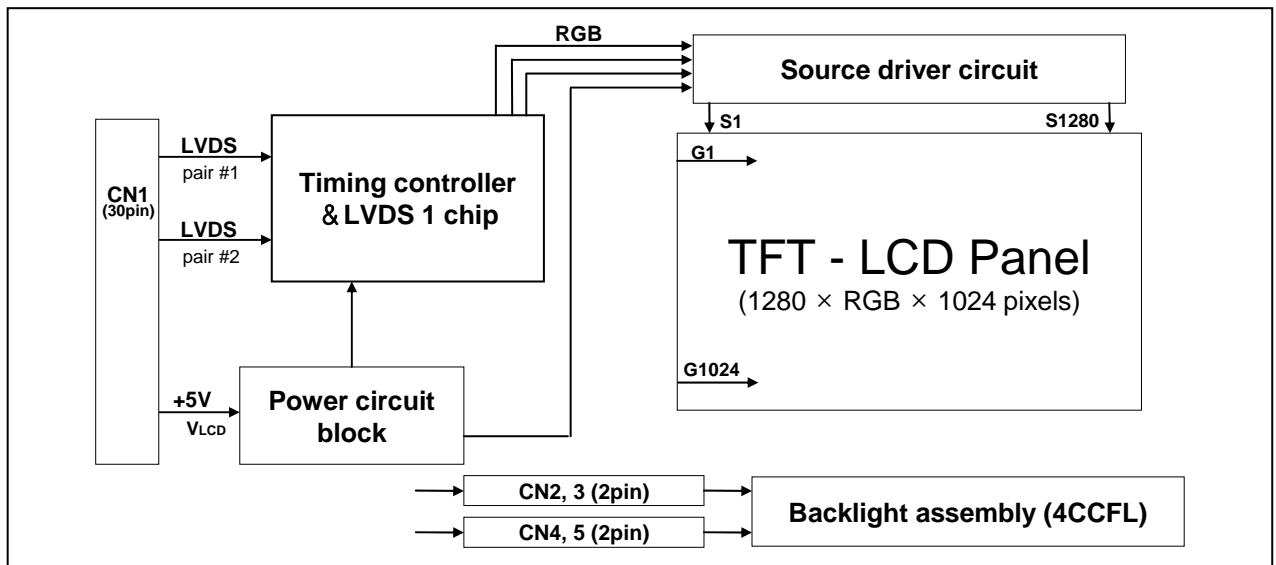 RGB
Source driver circuit
S1
S1280
CN1
(30pin)
LVDS
pair #1
LVDS
pair #2
Timing controller
& LVDS 1 chip
G1
TFT - LCD Panel
(1280 × RGB × 1024 pixels)
G1024
+5V
VLCD
Power circuit
block
CN2, 3 (2pin)
CN4, 5 (2pin)
Backlight assembly (4CCFL)